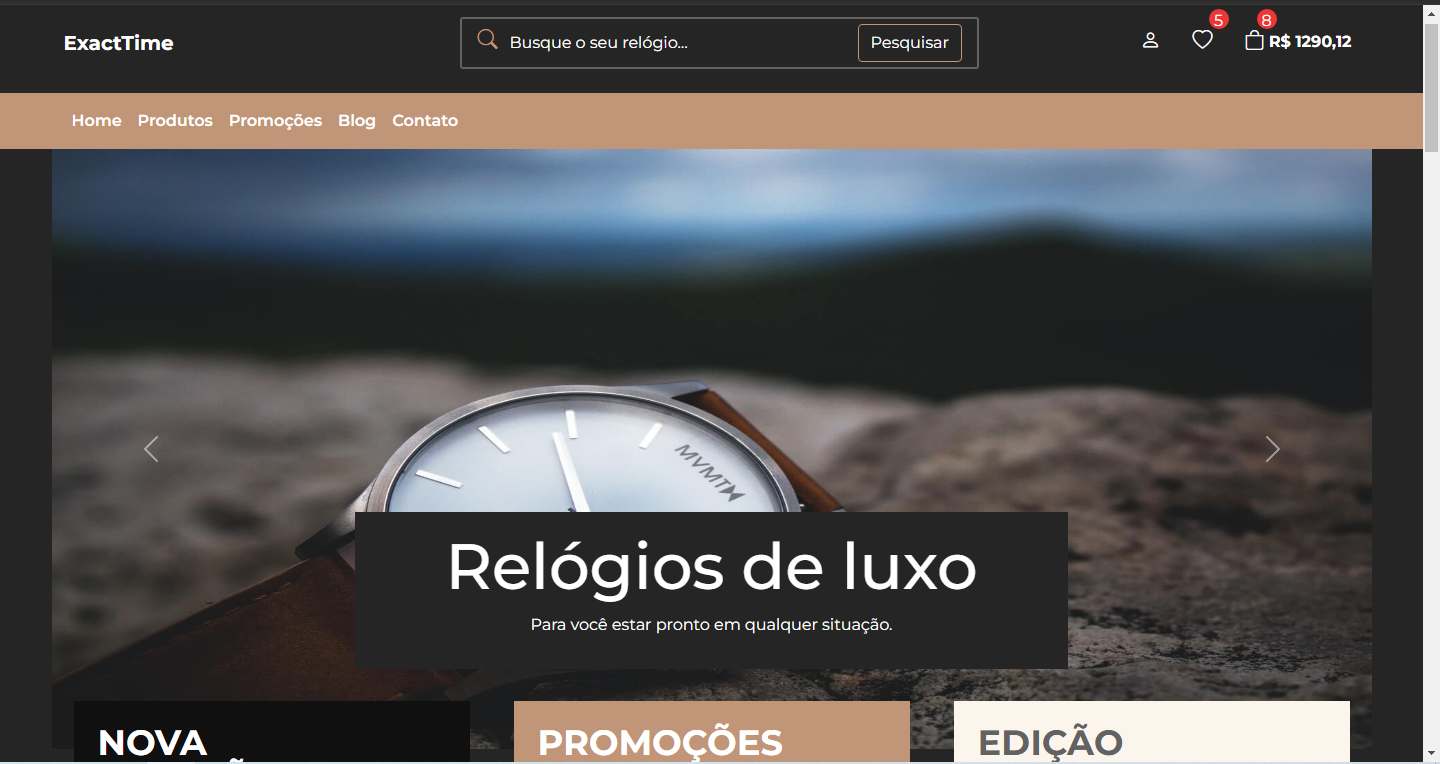 ExactTime
Busque o seu relógio...
Pesquisar
5
8
R$ 1290,12
Home Produtos Promoções Blog Contato
MVMT
Relógios de luxo
Para você estar pronto em qualquer situação.
NOVA
PROMOÇÕES
EDIÇÃO